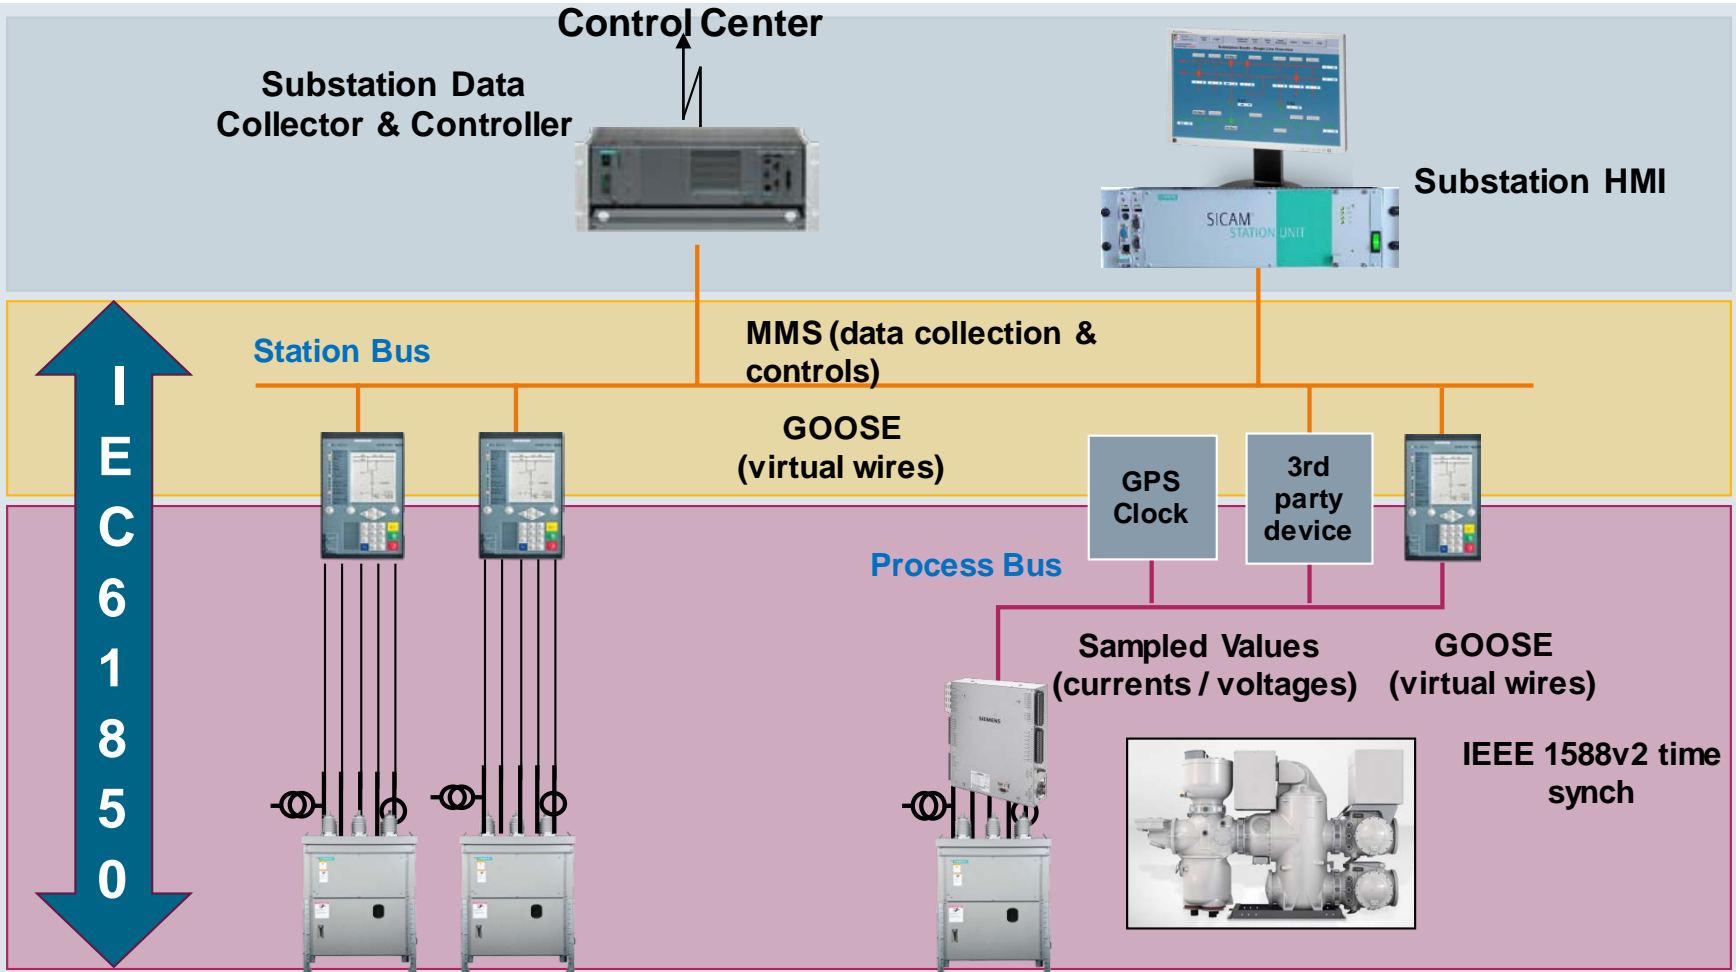 Control Center
Substation Data
Collector & Controller
Substation HMI
SICAM
STATION UNIT
Station Bus
MMS (data collection &
controls)
GOOSE
(virtual wires)
GPS
Clock
3rd
party
device
Process Bus
Sampled Values
(currents / voltages)
GOOSE
(virtual wires)
SIEMENS
IEEE 1588v2 time
synch
I
E
C
6
1
8
5
0